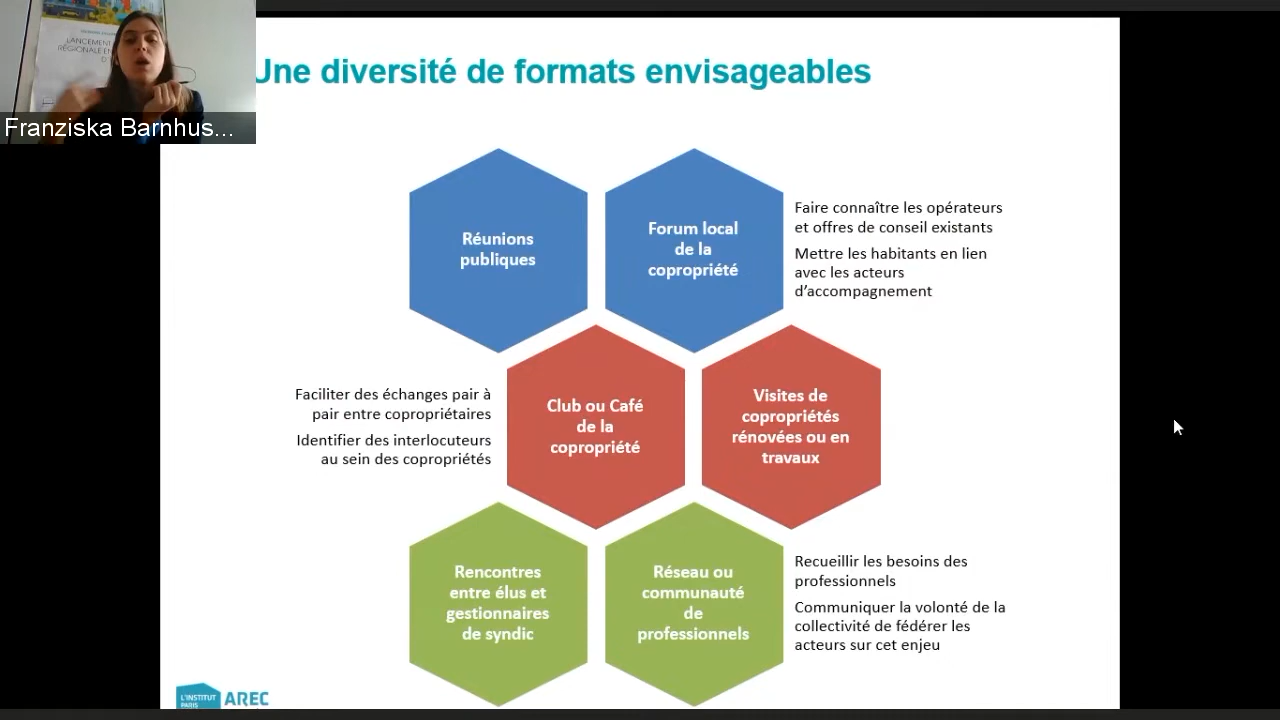 LANCEMENT
Franziska Barnhus...
Une diversité de formats envisageables
Réunions
publiques
Forum local
de la
copropriété
Faire connaître les opérateurs
et offres de conseil existants
Mettre les habitants en lien
avec les acteurs
d'accompagnement
Faciliter des échanges pair à
pair entre copropriétaires
Identifier des interlocuteurs
au sein des copropriétés
Club ou Café
de la
copropriété
Visites de
copropriétés
rénovées ou en
travaux
Rencontres
entre élus et
gestionnaires
de syndic
Réseau ou
communauté
de
professionnels
Recueillir les besoins des
professionnels
Communiquer la volonté de la
collectivité de fédérer les
acteurs sur cet enjeu
L'INSTITUT
PARIS
AREC